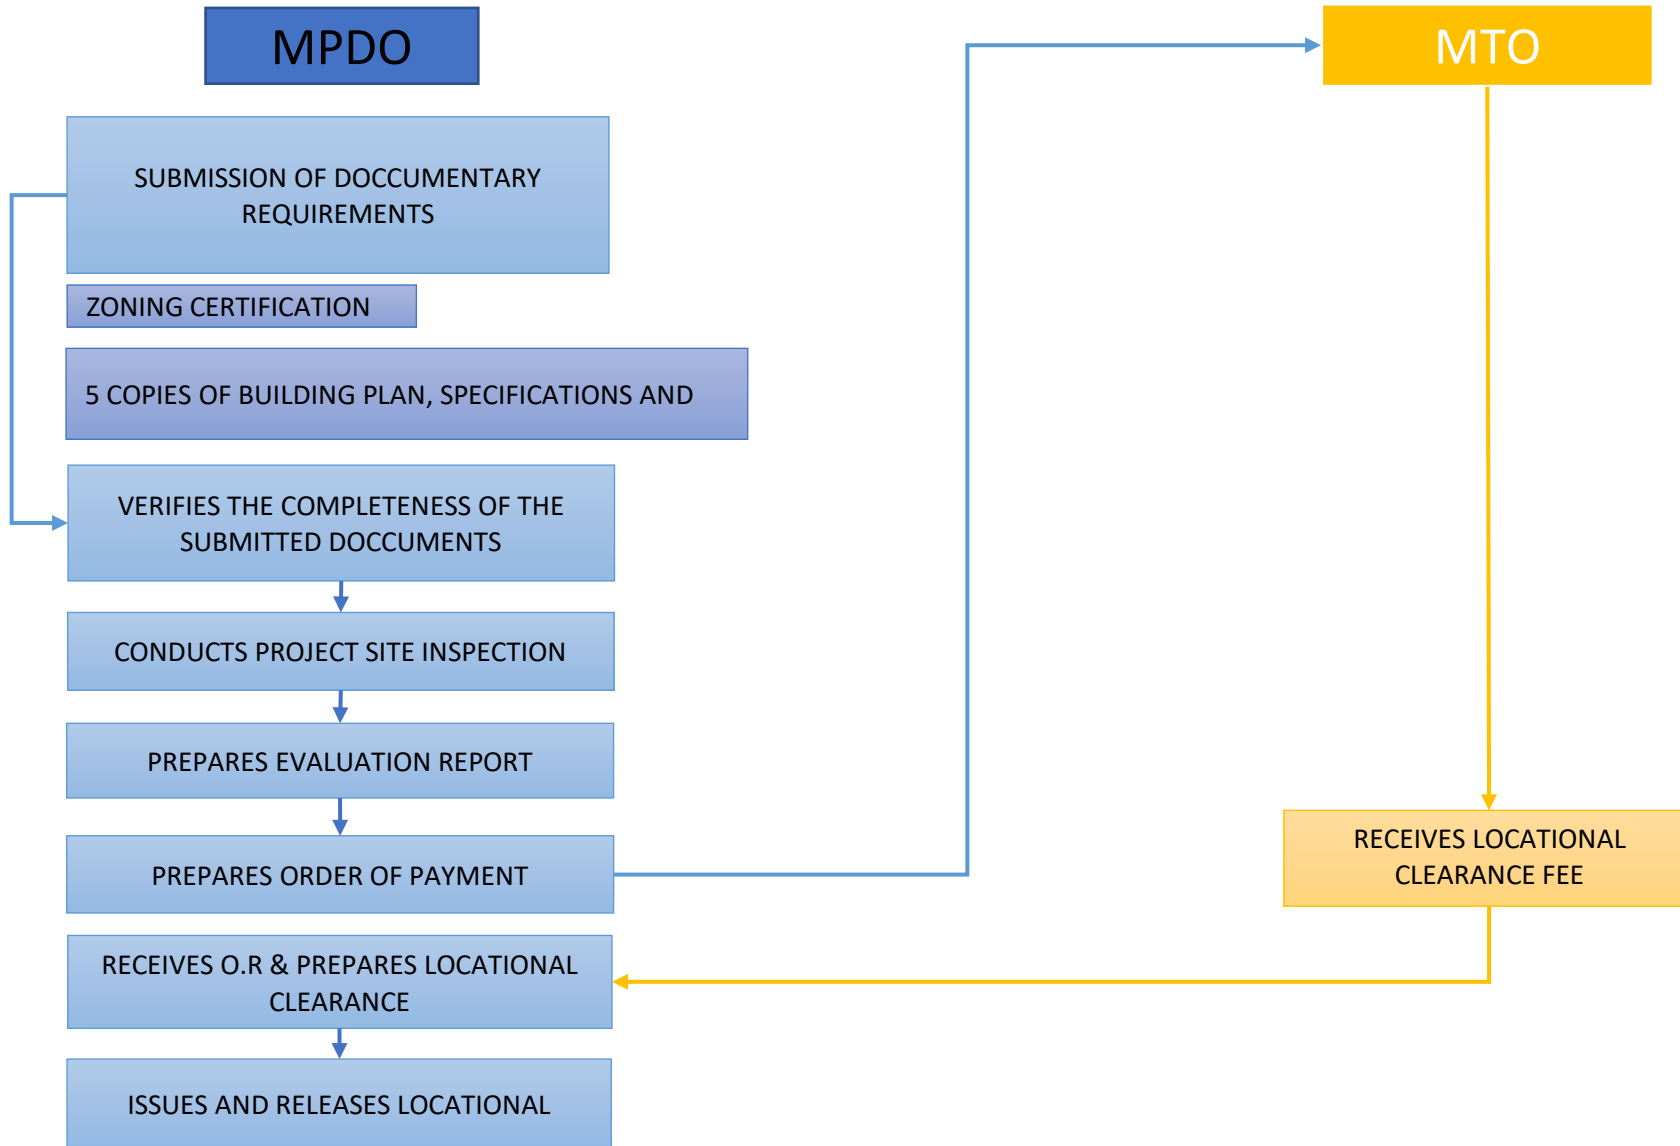 MPDO
MTO
SUBMISSION OF DOCCUMENTARY
REQUIREMENTS
ZONING CERTIFICATION
5 COPIES OF BUILDING PLAN, SPECIFICATIONS AND
VERIFIES THE COMPLETENESS OF THE
SUBMITTED DOCCUMENTS
CONDUCTS PROJECT SITE INSPECTION
PREPARES EVALUATION REPORT
PREPARES ORDER OF PAYMENT
RECEIVES LOCATIONAL
CLEARANCE FEE
RECEIVES O.R & PREPARES LOCATIONAL
CLEARANCE
ISSUES AND RELEASES LOCATIONAL